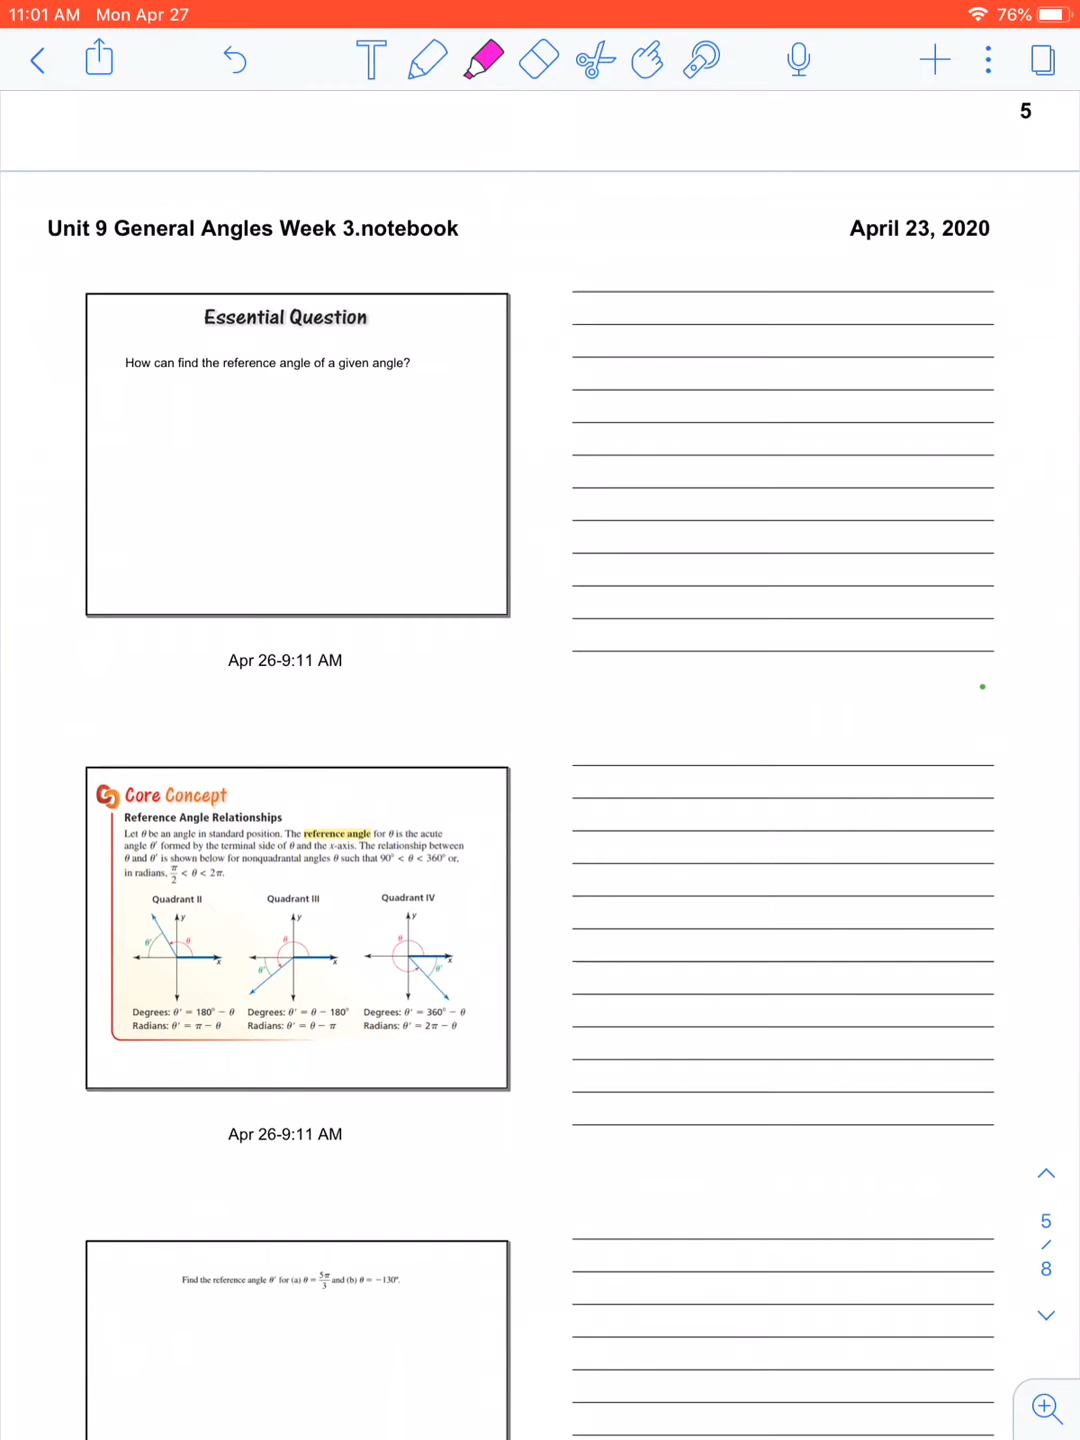 11:01 AM Mon Apr 27
76%
5
Unit 9 General Angles Week 3.notebook
April 23, 2020
Essential Question
How can find the reference angle of a given angle?
Apr 26-9:11 AM
Core Concept
Reference Angle Relationships
Let θ be an angle in standard position. The reference angle for θ is the acute
angle θ′ formed by the terminal side of θ and the x-axis. The relationship between
θ and θ′ is shown below for nonquadrantal angles θ such that 90° < θ < 360° or,
in radians, π/2 < θ < 2π.
Quadrant II
Quadrant III
Quadrant IV
y
θ′
θ
x
y
θ
θ′
x
y
θ
θ′
x
Degrees: θ′ = 180° − θ
Radians: θ′ = π − θ
Degrees: θ′ = θ − 180°
Radians: θ′ = θ − π
Degrees: θ′ = 360° − θ
Radians: θ′ = 2π − θ
Apr 26-9:11 AM
Find the reference angle θ′ for (a) θ = 5π/3 and (b) θ = −130°.
5
/
8